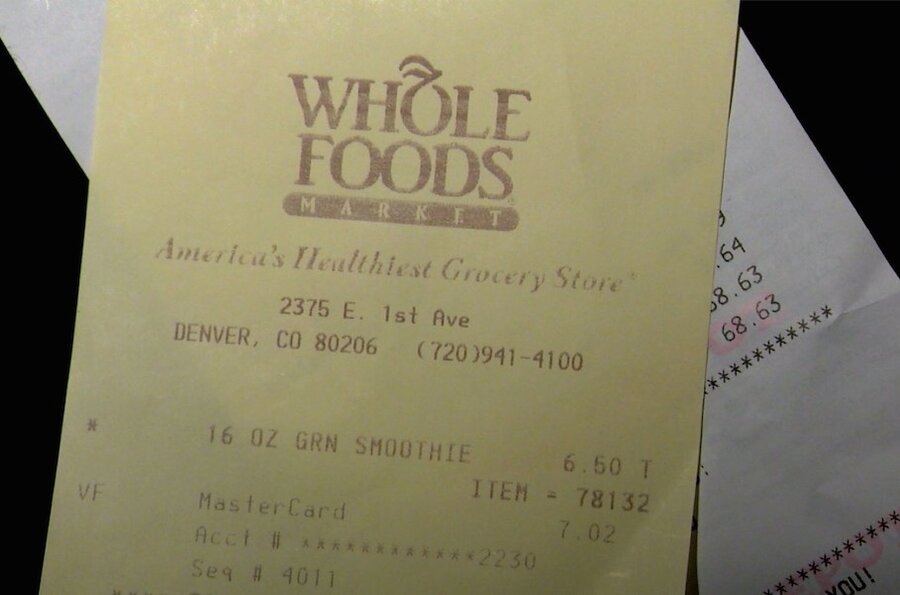 WHOLE
FOODS
MARKET
America's Healthiest Grocery Store®
2375 E. 1st Ave
DENVER, CO 80206 (720)941-4100
* 16 OZ GRN SMOOTHIE 6.50 T
ITEM = 78132
VF MasterCard 7.02
Acct # ************2230
Seq # 4011
.64
68.63
68.63
***********
YOU!